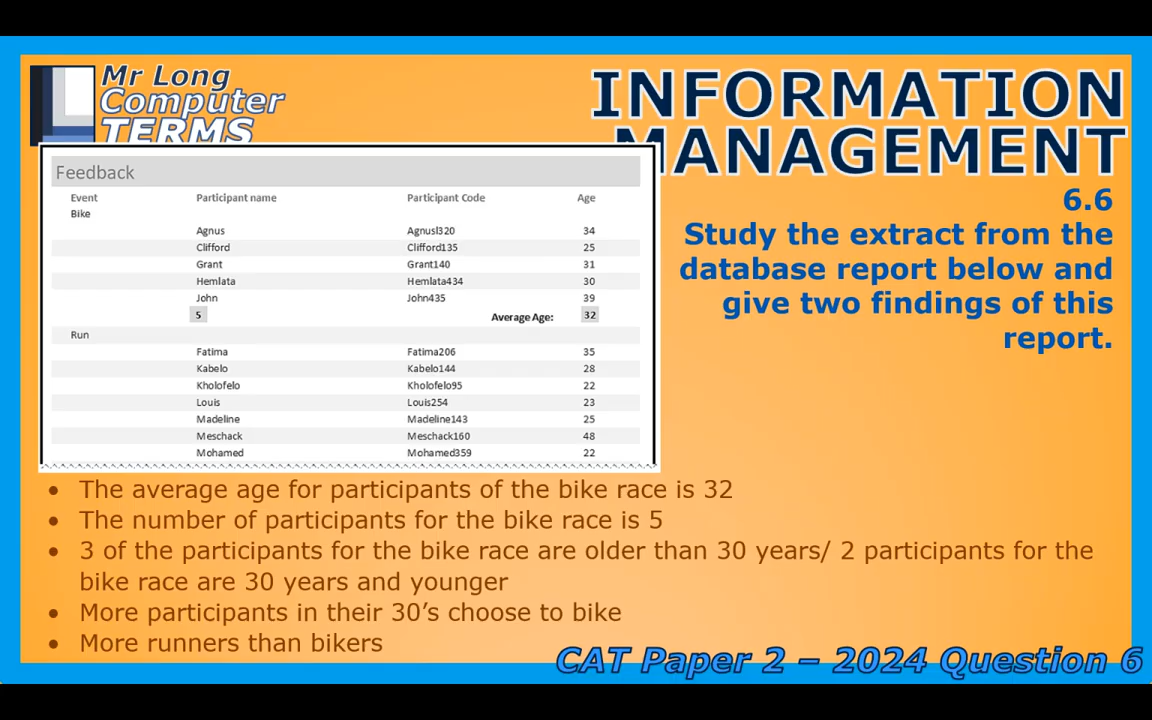 Mr Long
Computer
TERMS
INFORMATION
MANAGEMENT
Feedback
Event Participant name Participant Code Age
Bike
Agnus Agnusl320 34
Clifford Clifford135 25
Grant Grant140 31
Hemlata Hemlata434 30
John John435 39
5 Average Age: 32
Run
Fatima Fatima206 35
Kabelo Kabelo144 28
Kholofelo Kholofelo95 22
Louis Louis254 23
Madeline Madeline143 25
Meschack Meschack160 48
Mohamed Mohamed359 22
6.6
Study the extract from the
database report below and
give two findings of this
report.
• The average age for participants of the bike race is 32
• The number of participants for the bike race is 5
• 3 of the participants for the bike race are older than 30 years/ 2 participants for the
bike race are 30 years and younger
• More participants in their 30’s choose to bike
• More runners than bikers
CAT Paper 2 – 2024 Question 6